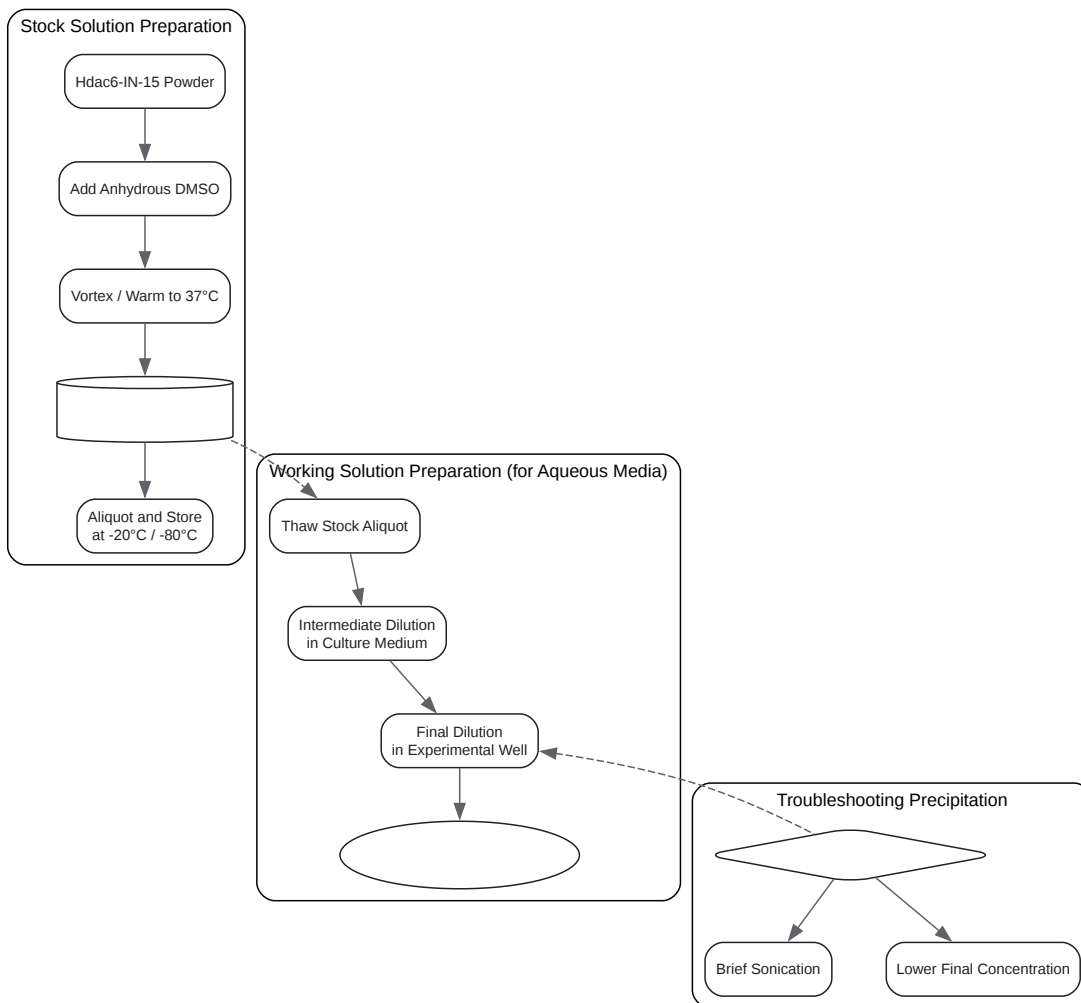 Stock Solution Preparation
Hdac6-IN-15 Powder
Add Anhydrous DMSO
Vortex / Warm to 37°C
Aliquot and Store
at -20°C / -80°C
Working Solution Preparation (for Aqueous Media)
Thaw Stock Aliquot
Intermediate Dilution
in Culture Medium
Final Dilution
in Experimental Well
Troubleshooting Precipitation
Brief Sonication
Lower Final Concentration